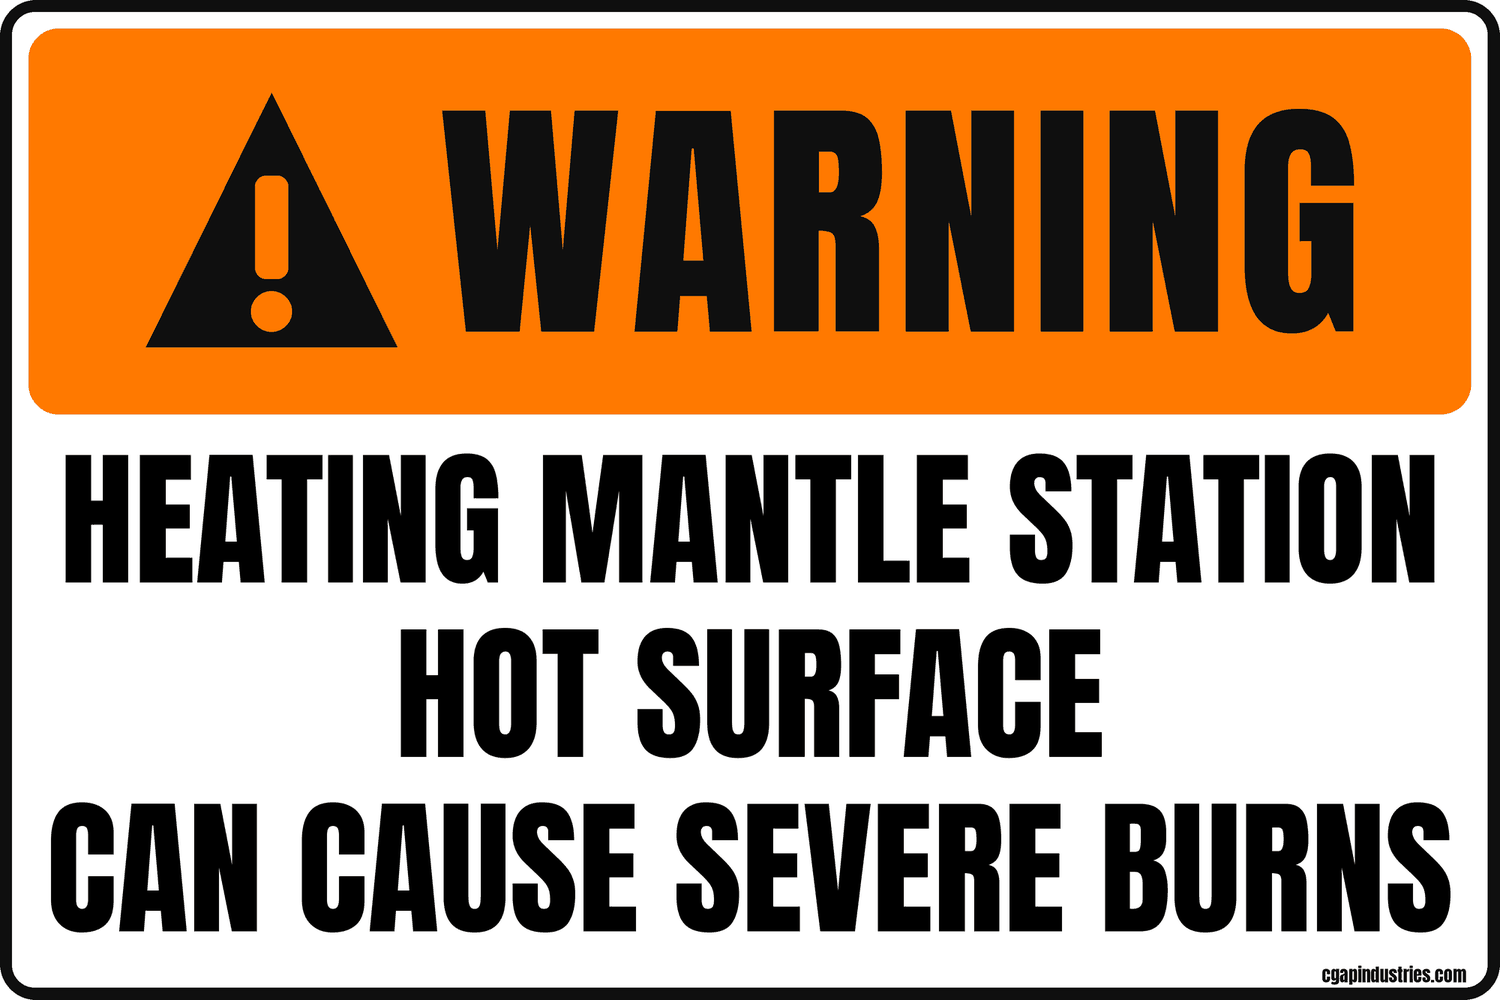 WARNING
HEATING MANTLE STATION
HOT SURFACE
CAN CAUSE SEVERE BURNS
cgapindustries.com